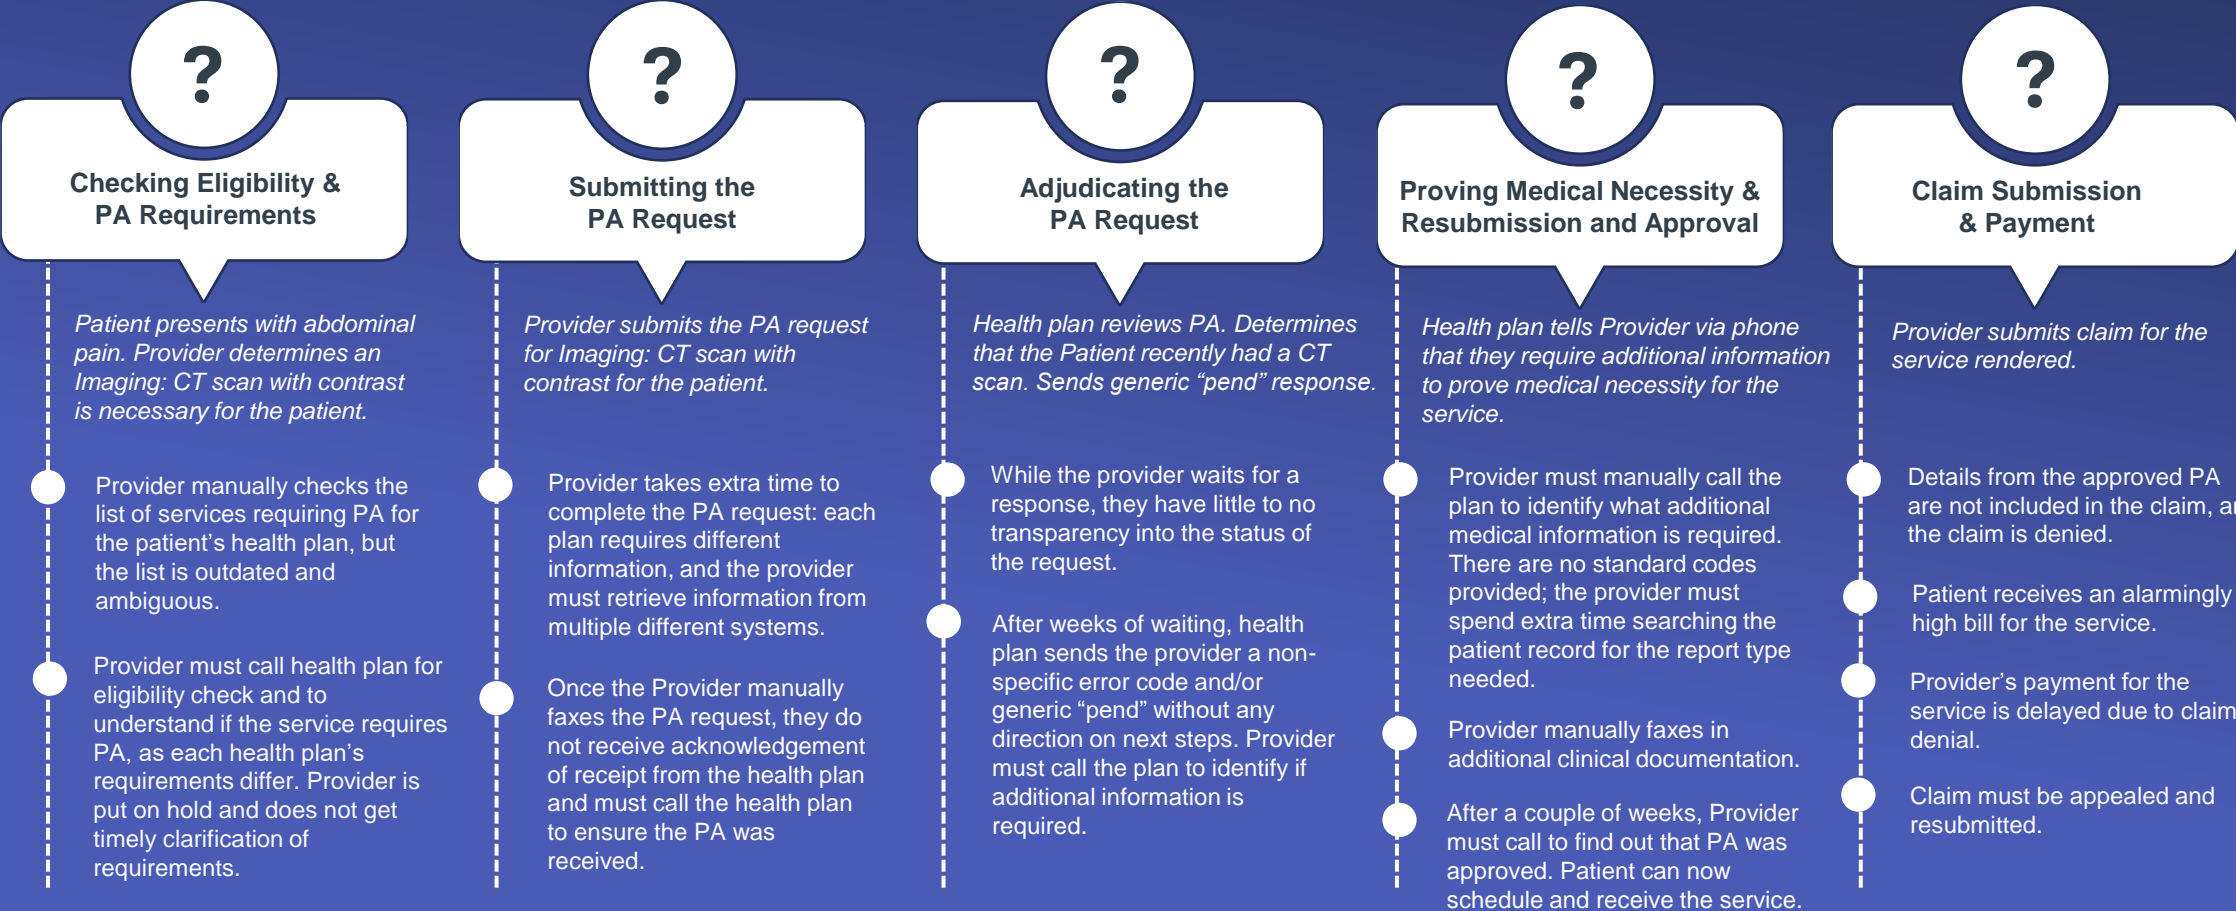 ?
Checking Eligibility &
PA Requirements
Patient presents with abdominal
pain. Provider determines an
Imaging: CT scan with contrast
is necessary for the patient.
Provider manually checks the
list of services requiring PA for
the patient's health plan, but
the list is outdated and
ambiguous.
Provider must call health plan for
eligibility check and to
understand if the service requires
PA, as each health plan's
requirements differ. Provider is
put on hold and does not get
timely clarification of
requirements.
?
Submitting the
PA Request
Provider submits the PA request
for Imaging: CT scan with
contrast for the patient.
Provider takes extra time to
complete the PA request: each
plan requires different
information, and the provider
must retrieve information from
multiple different systems.
Once the Provider manually
faxes the PA request, they do
not receive acknowledgement
of receipt from the health plan
and must call the health plan
to ensure the PA was
received.
?
Adjudicating the
PA Request
Health plan reviews PA. Determines
that the Patient recently had a CT
scan. Sends generic “pend” response.
While the provider waits for a
response, they have little to no
transparency into the status of
the request.
After weeks of waiting, health
plan sends the provider a non-
specific error code and/or
generic “pend” without any
direction on next steps. Provider
must call the plan to identify if
additional information is
required.
?
Proving Medical Necessity &
Resubmission and Approval
Health plan tells Provider via phone
that they require additional information
to prove medical necessity for the
service.
Provider must manually call the
plan to identify what additional
medical information is required.
There are no standard codes
provided; the provider must
spend extra time searching the
patient record for the report type
needed.
Provider manually faxes in
additional clinical documentation.
After a couple of weeks, Provider
must call to find out that PA was
approved. Patient can now
schedule and receive the service.
?
Claim Submission
& Payment
Provider submits claim for the
service rendered.
Details from the approved PA
are not included in the claim,
the claim is denied.
Patient receives an alarmingly
high bill for the service.
Provider's payment for the
service is delayed due to claim
denial.
Claim must be appealed and
resubmitted.